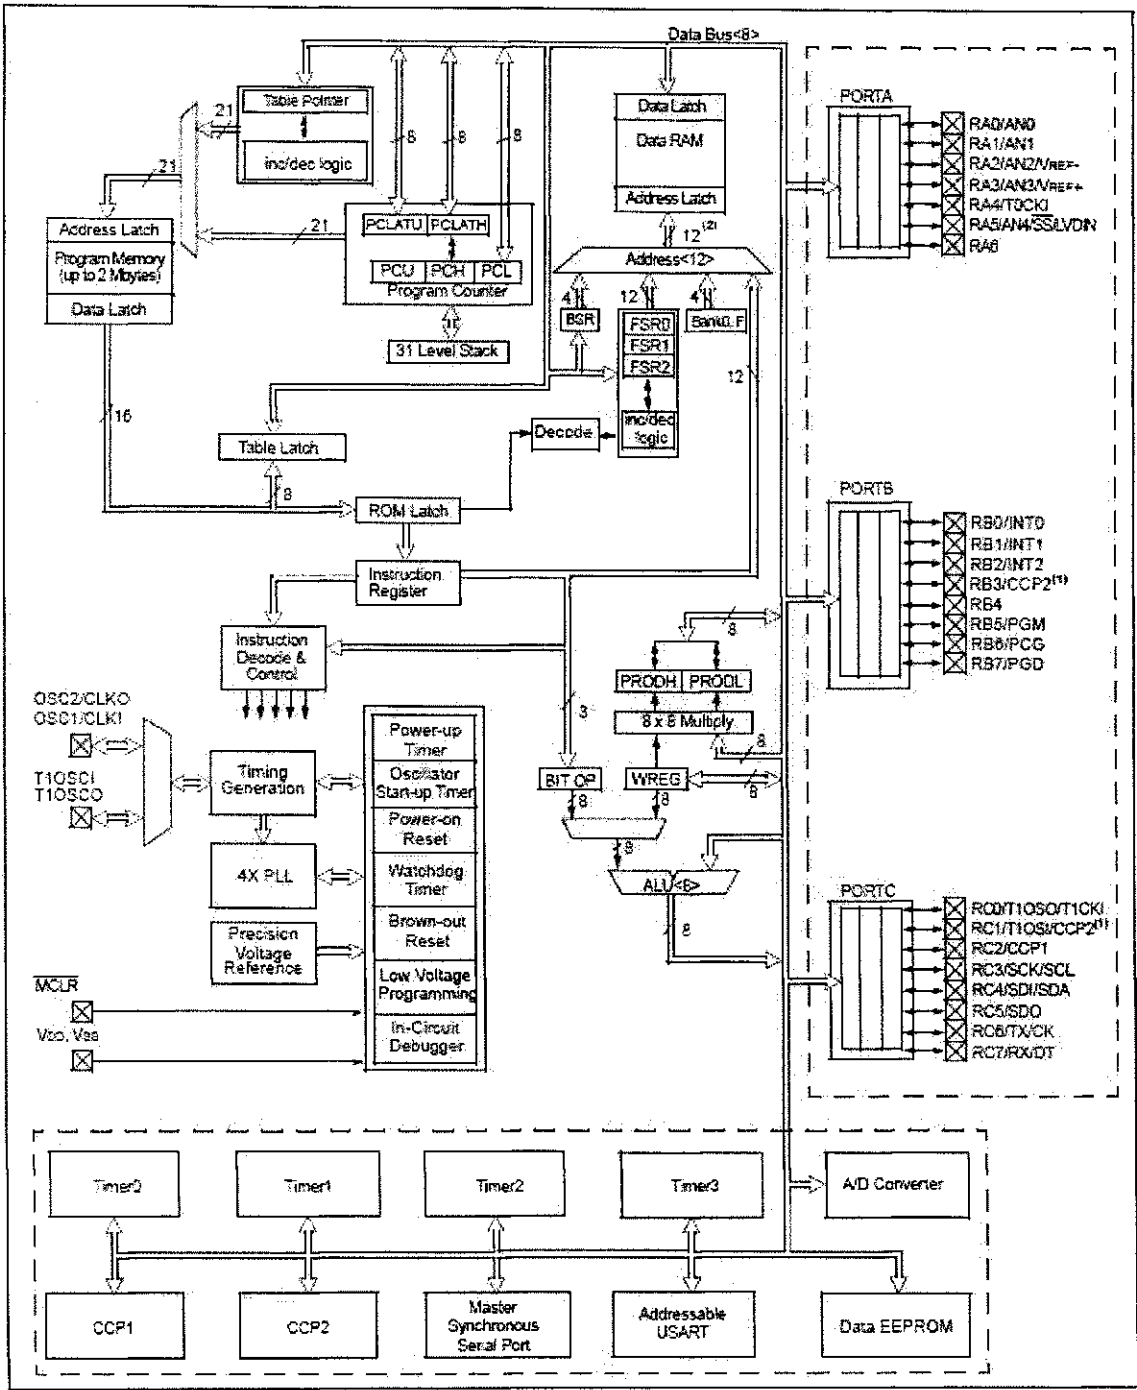 Data Bus<8>
Table Pointer
inc/dec logic
21
21
21
8
8
8
Address Latch
Program Memory
(up to 2 Mbytes)
Data Latch
PCLATU
PCLATH
PCU
PCH
PCL
Program Counter
31 Level Stack
Data Latch
Data RAM
Address Latch
12
(2)
Address<12>
4
12
4
BSR
FSR0
FSR1
FSR2
inc/dec
logic
Bank0, F
12
16
Table Latch
8
Decode
ROM Latch
Instruction
Register
Instruction
Decode &
Control
8
PRODH
PRODL
8 x 8 Multiply
3
8
BIT OP
WREG
8
8
8
8
ALU<8>
8
OSC2/CLKO
OSC1/CLKI
T1OSCI
T1OSCO
Timing
Generation
4X PLL
Precision
Voltage
Reference
MCLR
VDD, VSS
Power-up
Timer
Oscillator
Start-up Timer
Power-on
Reset
Watchdog
Timer
Brown-out
Reset
Low Voltage
Programming
In-Circuit
Debugger
PORTA
RA0/AN0
RA1/AN1
RA2/AN2/VREF-
RA3/AN3/VREF+
RA4/T0CKI
RA5/AN4/SS/LVDIN
RA6
PORTB
RB0/INT0
RB1/INT1
RB2/INT2
RB3/CCP2(1)
RB4
RB5/PGM
RB6/PCG
RB7/PGD
PORTC
RC0/T1OSO/T1CKI
RC1/T1OSI/CCP2(1)
RC2/CCP1
RC3/SCK/SCL
RC4/SDI/SDA
RC5/SDO
RC6/TX/CK
RC7/RX/DT
Timer0
Timer1
Timer2
Timer3
A/D Converter
CCP1
CCP2
Master
Synchronous
Serial Port
Addressable
USART
Data EEPROM